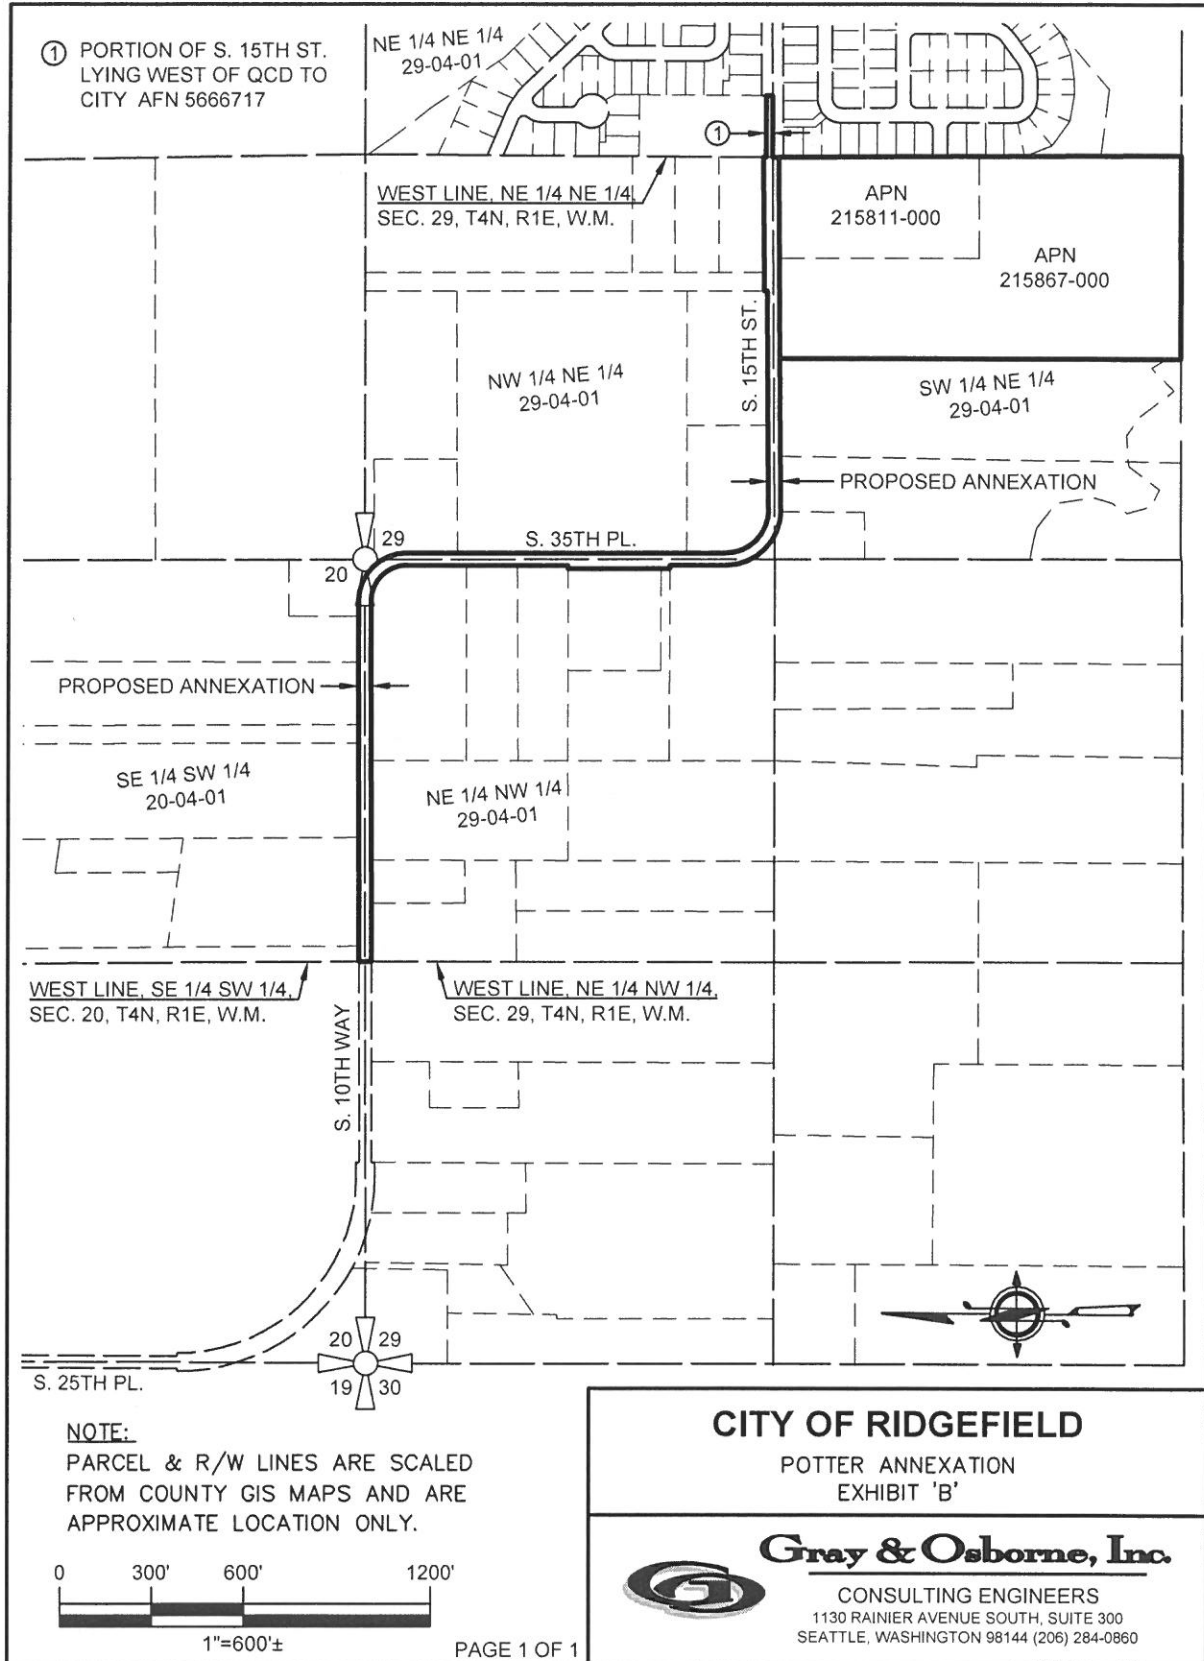 ① PORTION OF S. 15TH ST.
LYING WEST OF QCD TO
CITY AFN 5666717
NE 1/4 NE 1/4
29-04-01
①
WEST LINE, NE 1/4 NE 1/4,
SEC. 29, T4N, R1E, W.M.
APN
215811-000
APN
215867-000
S. 15TH ST.
NW 1/4 NE 1/4
29-04-01
SW 1/4 NE 1/4
29-04-01
PROPOSED ANNEXATION
29
S. 35TH PL.
20
PROPOSED ANNEXATION
SE 1/4 SW 1/4
20-04-01
NE 1/4 NW 1/4
29-04-01
WEST LINE, SE 1/4 SW 1/4,
SEC. 20, T4N, R1E, W.M.
WEST LINE, NE 1/4 NW 1/4,
SEC. 29, T4N, R1E, W.M.
S. 10TH WAY
20 29
19 30
S. 25TH PL.
NOTE:
PARCEL & R/W LINES ARE SCALED
FROM COUNTY GIS MAPS AND ARE
APPROXIMATE LOCATION ONLY.
0 300' 600' 1200'
1"=600'±
PAGE 1 OF 1
CITY OF RIDGEFIELD
POTTER ANNEXATION
EXHIBIT 'B'
Gray & Osborne, Inc.
CONSULTING ENGINEERS
1130 RAINIER AVENUE SOUTH, SUITE 300
SEATTLE, WASHINGTON 98144 (206) 284-0860